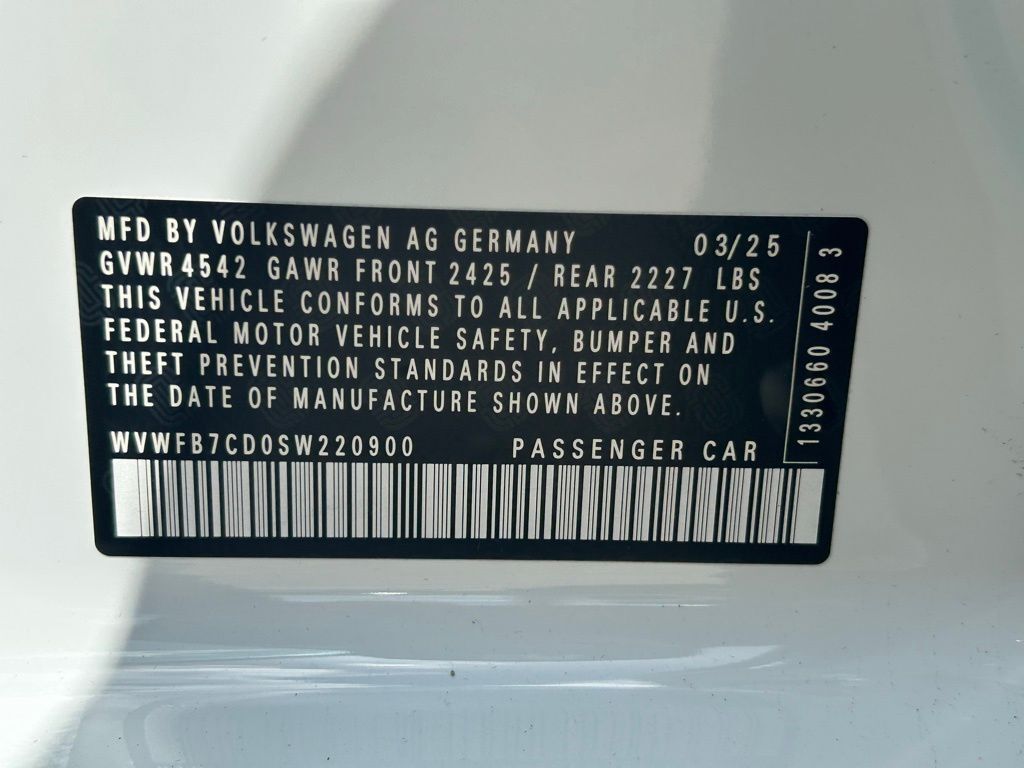 MFD BY VOLKSWAGEN AG GERMANY 03/25
GVWR 4542 GAWR FRONT 2425 / REAR 2227 LBS
THIS VEHICLE CONFORMS TO ALL APPLICABLE U.S.
FEDERAL MOTOR VEHICLE SAFETY, BUMPER AND
THEFT PREVENTION STANDARDS IN EFFECT ON
THE DATE OF MANUFACTURE SHOWN ABOVE.
WVWFB7CD0SW220900 PASSENGER CAR
1330660 4008 3